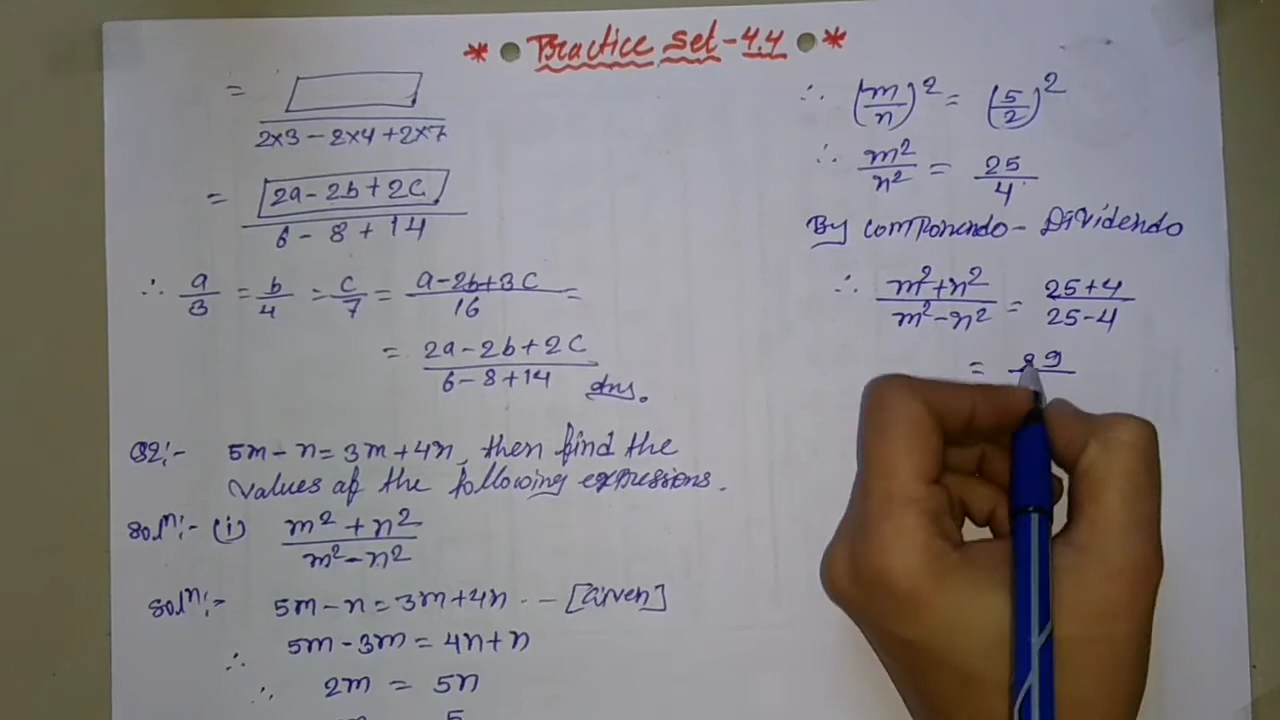 * Practice set-4.4 *
= ▭ / 2×3-2×4+2×7
= 2a-2b+2c / 6-8+14
∴ a/3 = b/4 = c/7 = a-2b+3c / 16 =
= 2a-2b+2c / 6-8+14 Ans.
Q2:- 5m-n=3m+4n, then find the
values of the following expressions.
Solⁿ:- (i) m²+n² / m²-n²
Solⁿ:- 5m-n=3m+4n -- [Given]
∴ 5m-3m=4n+n
∴ 2m = 5n
5
∴ (m/n)² = (5/2)²
∴ m²/n² = 25/4
By componendo-Dividendo
∴ m²+n² / m²-n² = 25+4 / 25-4
= 29